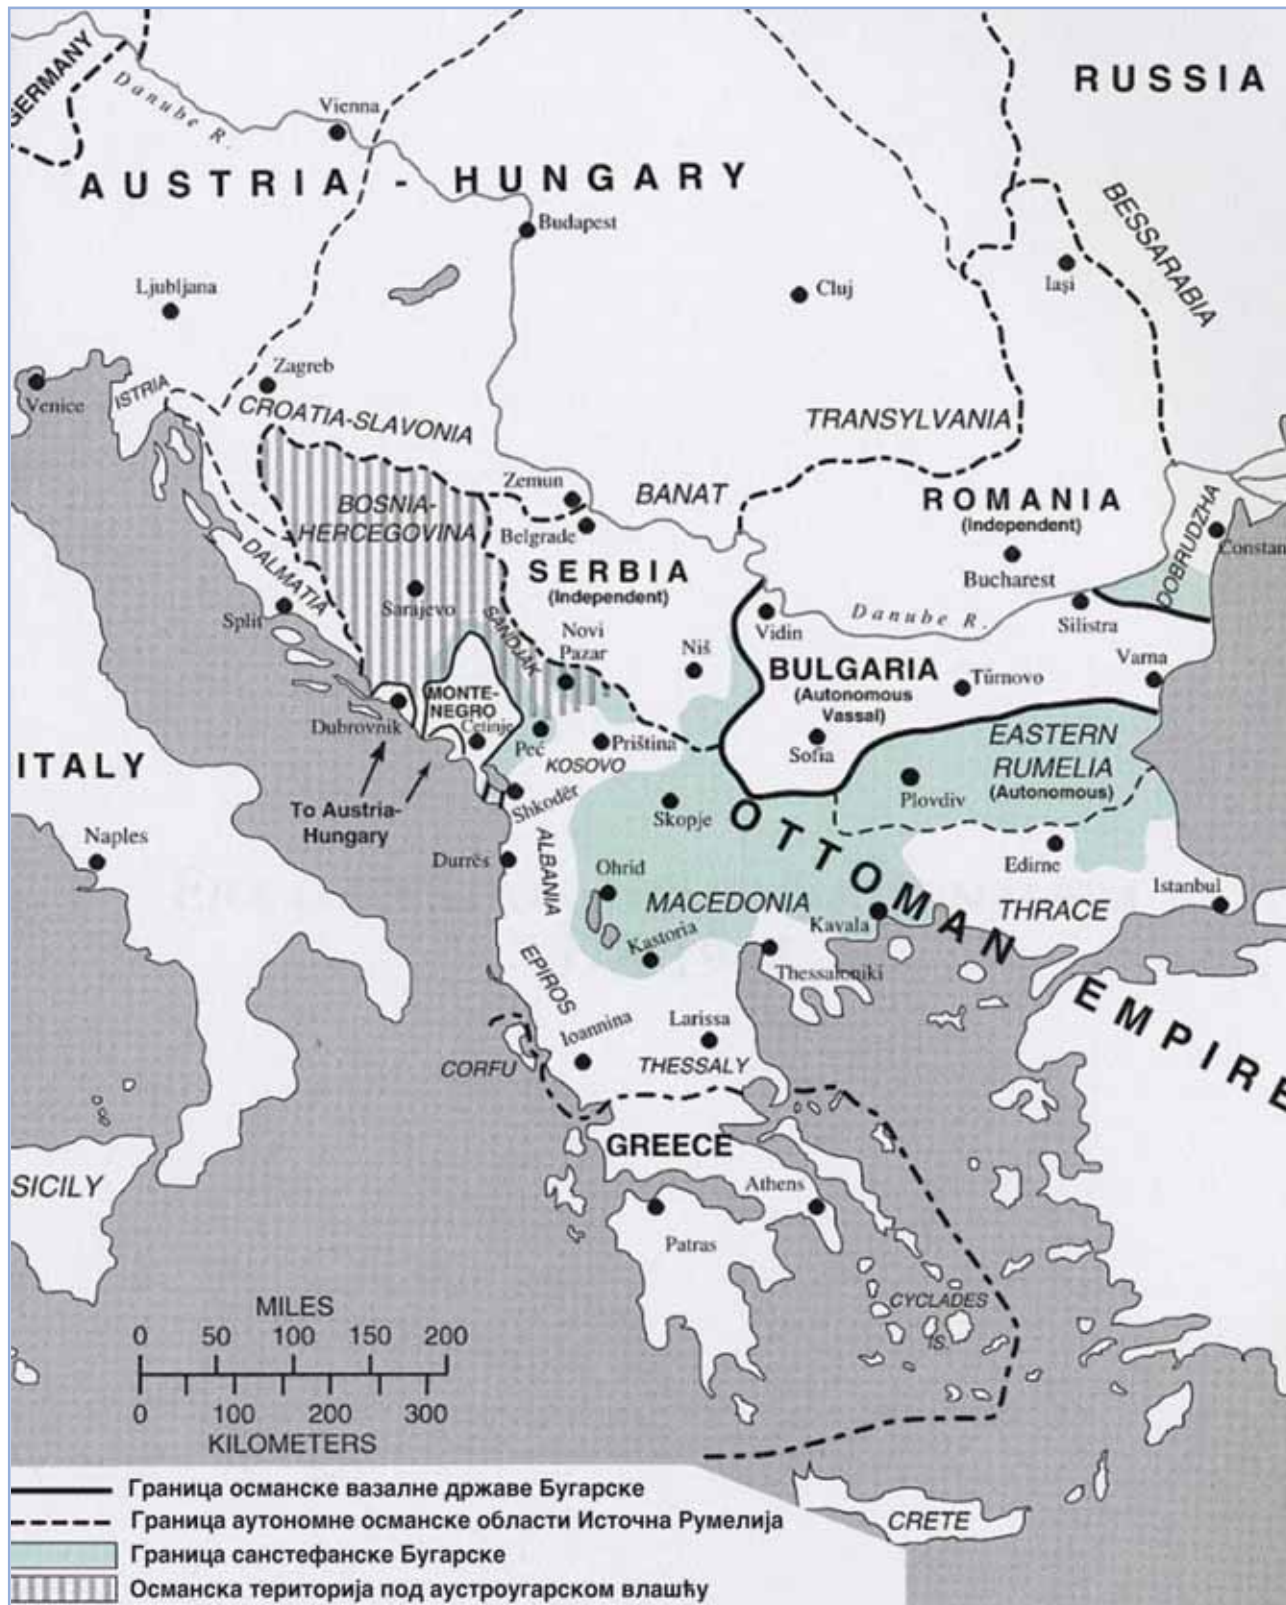 GERMANY
Danube R.
RUSSIA
Vienna
AUSTRIA - HUNGARY
BESSARABIA
Budapest
Iaşi
Ljubljana
Cluj
Zagreb
ISTRIA
Venice
CROATIA-SLAVONIA
TRANSYLVANIA
Zemun
BANAT
ROMANIA
(Independent)
BOSNIA-
HERCEGOVINA
Belgrade
DOBRUDZHA
Constan
SERBIA
(Independent)
Bucharest
DALMATIA
Sarajevo
SANDJAK
Split
Novi
Pazar
Niš
Vidin
Danube R.
Silistra
BULGARIA
(Autonomous
Vassal)
Tŭrnovo
Varna
MONTE-
NEGRO
Dubrovnik
Cetinje
Peć
Priština
KOSOVO
Sofia
EASTERN
RUMELIA
(Autonomous)
ITALY
To Austria-
Hungary
Shkodër
Skopje
Plovdiv
OTTOMAN
EMPIRE
Naples
Durrës
ALBANIA
Ohrid
MACEDONIA
Edirne
Istanbul
Kavala
THRACE
Kastoria
EPIROS
Thessaloniki
Ioannina
Larissa
CORFU
THESSALY
GREECE
SICILY
Athens
Patras
CYCLADES
IS.
MILES
0 50 100 150 200
0 100 200 300
KILOMETERS
CRETE
Граница османске вазалне државе Бугарске
Граница аутономне османске области Источна Румелија
Граница санстефанске Бугарске
Османска територија под аустроугарском влашћу